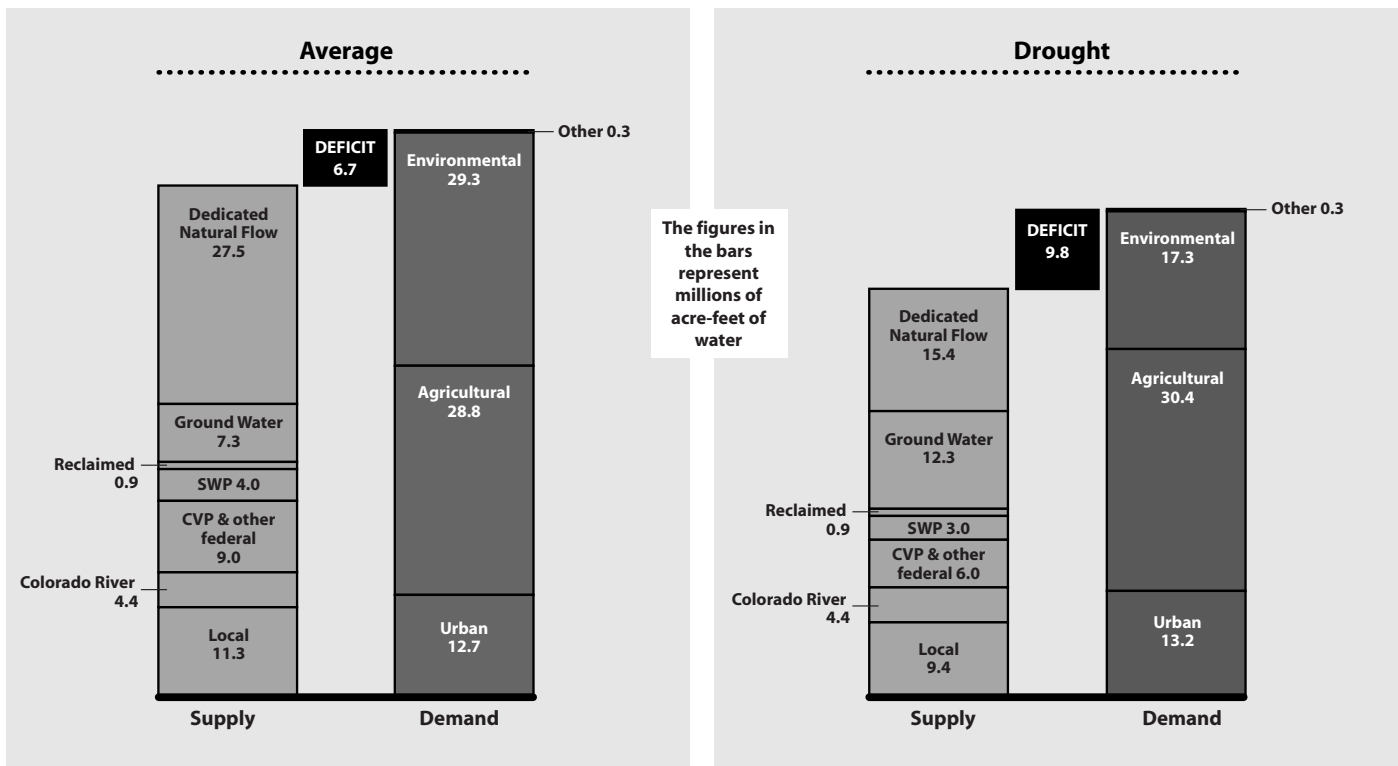 Average
DEFICIT
6.7
Other 0.3
Environmental
29.3
Dedicated
Natural Flow
27.5
Agricultural
28.8
Ground Water
7.3
Reclaimed
0.9
SWP 4.0
CVP & other
federal
9.0
Colorado River
4.4
Local
11.3
Urban
12.7
Supply
Demand
The figures in
the bars
represent
millions of
acre-feet of
water
Drought
DEFICIT
9.8
Other 0.3
Environmental
17.3
Dedicated
Natural Flow
15.4
Agricultural
30.4
Ground Water
12.3
Reclaimed
0.9
SWP 3.0
CVP & other
federal 6.0
Colorado River
4.4
Local
9.4
Urban
13.2
Supply
Demand